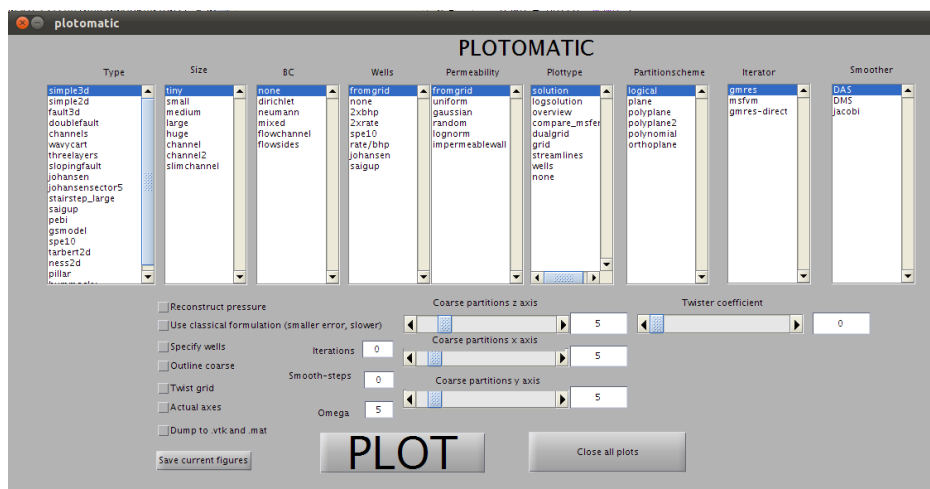 plotomatic
PLOTOMATIC
Type
Size
BC
Wells
Permeability
Plottype
Partitionscheme
Iterator
Smoother
simple3d
simple2d
fault3d
doublefault
channels
wavycart
threelayers
slopingfault
johansen
johansensector5
stairstep_large
saigup
pebi
gsmodel
spe10
tarbert2d
ness2d
pillar
tiny
small
medium
large
huge
channel
channel2
slimchannel
none
dirichlet
neumann
mixed
flowchannel
flowsides
fromgrid
none
2xbhp
2xrate
spe10
rate/bhp
johansen
saigup
fromgrid
uniform
gaussian
random
lognorm
impermeablewall
solution
logsolution
overview
compare_msfer
dualgrid
grid
streamlines
wells
none
logical
plane
polyplane
polyplane2
polynomial
orthoplane
gmres
msfvm
gmres-direct
DAS
DMS
jacobi
Reconstruct pressure
Use classical formulation (smaller error, slower)
Specify wells
Outline coarse
Twist grid
Actual axes
Dump to .vtk and .mat
Save current figures
Iterations 0
Smooth-steps 0
Omega 5
Coarse partitions z axis
5
Coarse partitions x axis
5
Coarse partitions y axis
5
Twister coefficient
0
PLOT
Close all plots